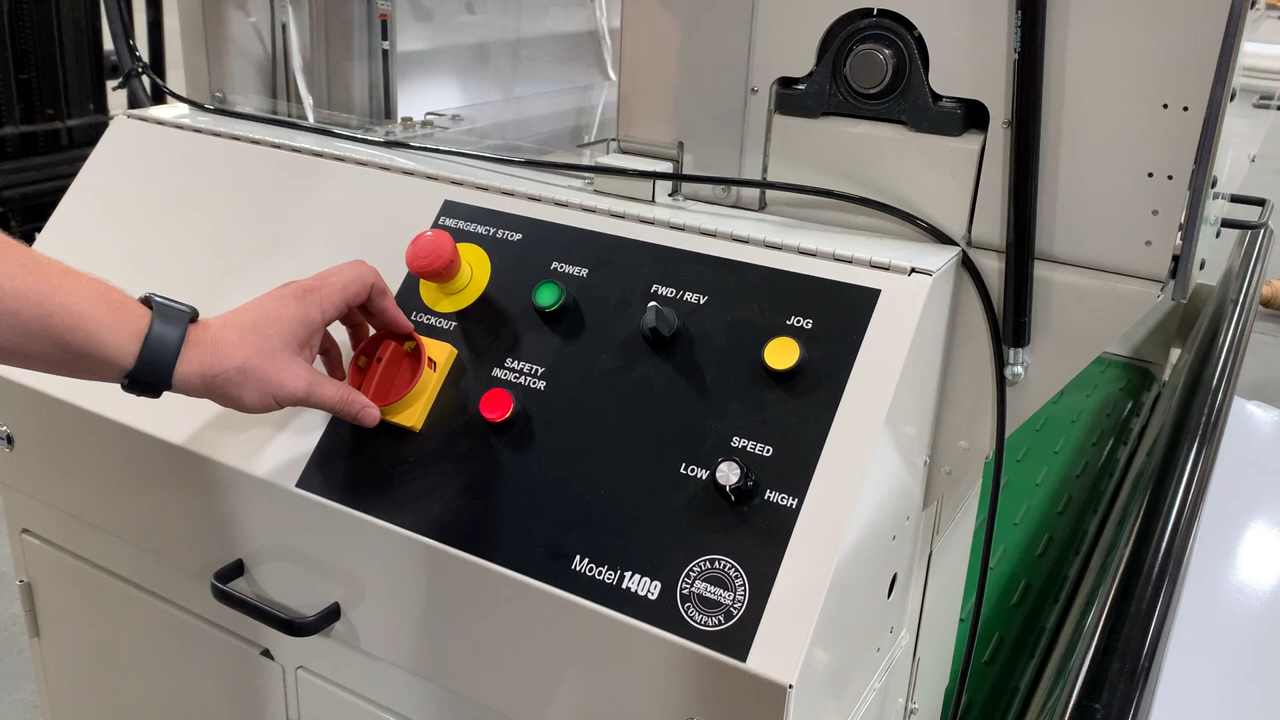 EMERGENCY STOP
POWER
FWD / REV
JOG
LOCKOUT
SAFETY
INDICATOR
SPEED
LOW
HIGH
Model 1409
ATLANTA ATTACHMENT
SEWING
AUTOMATION
COMPANY